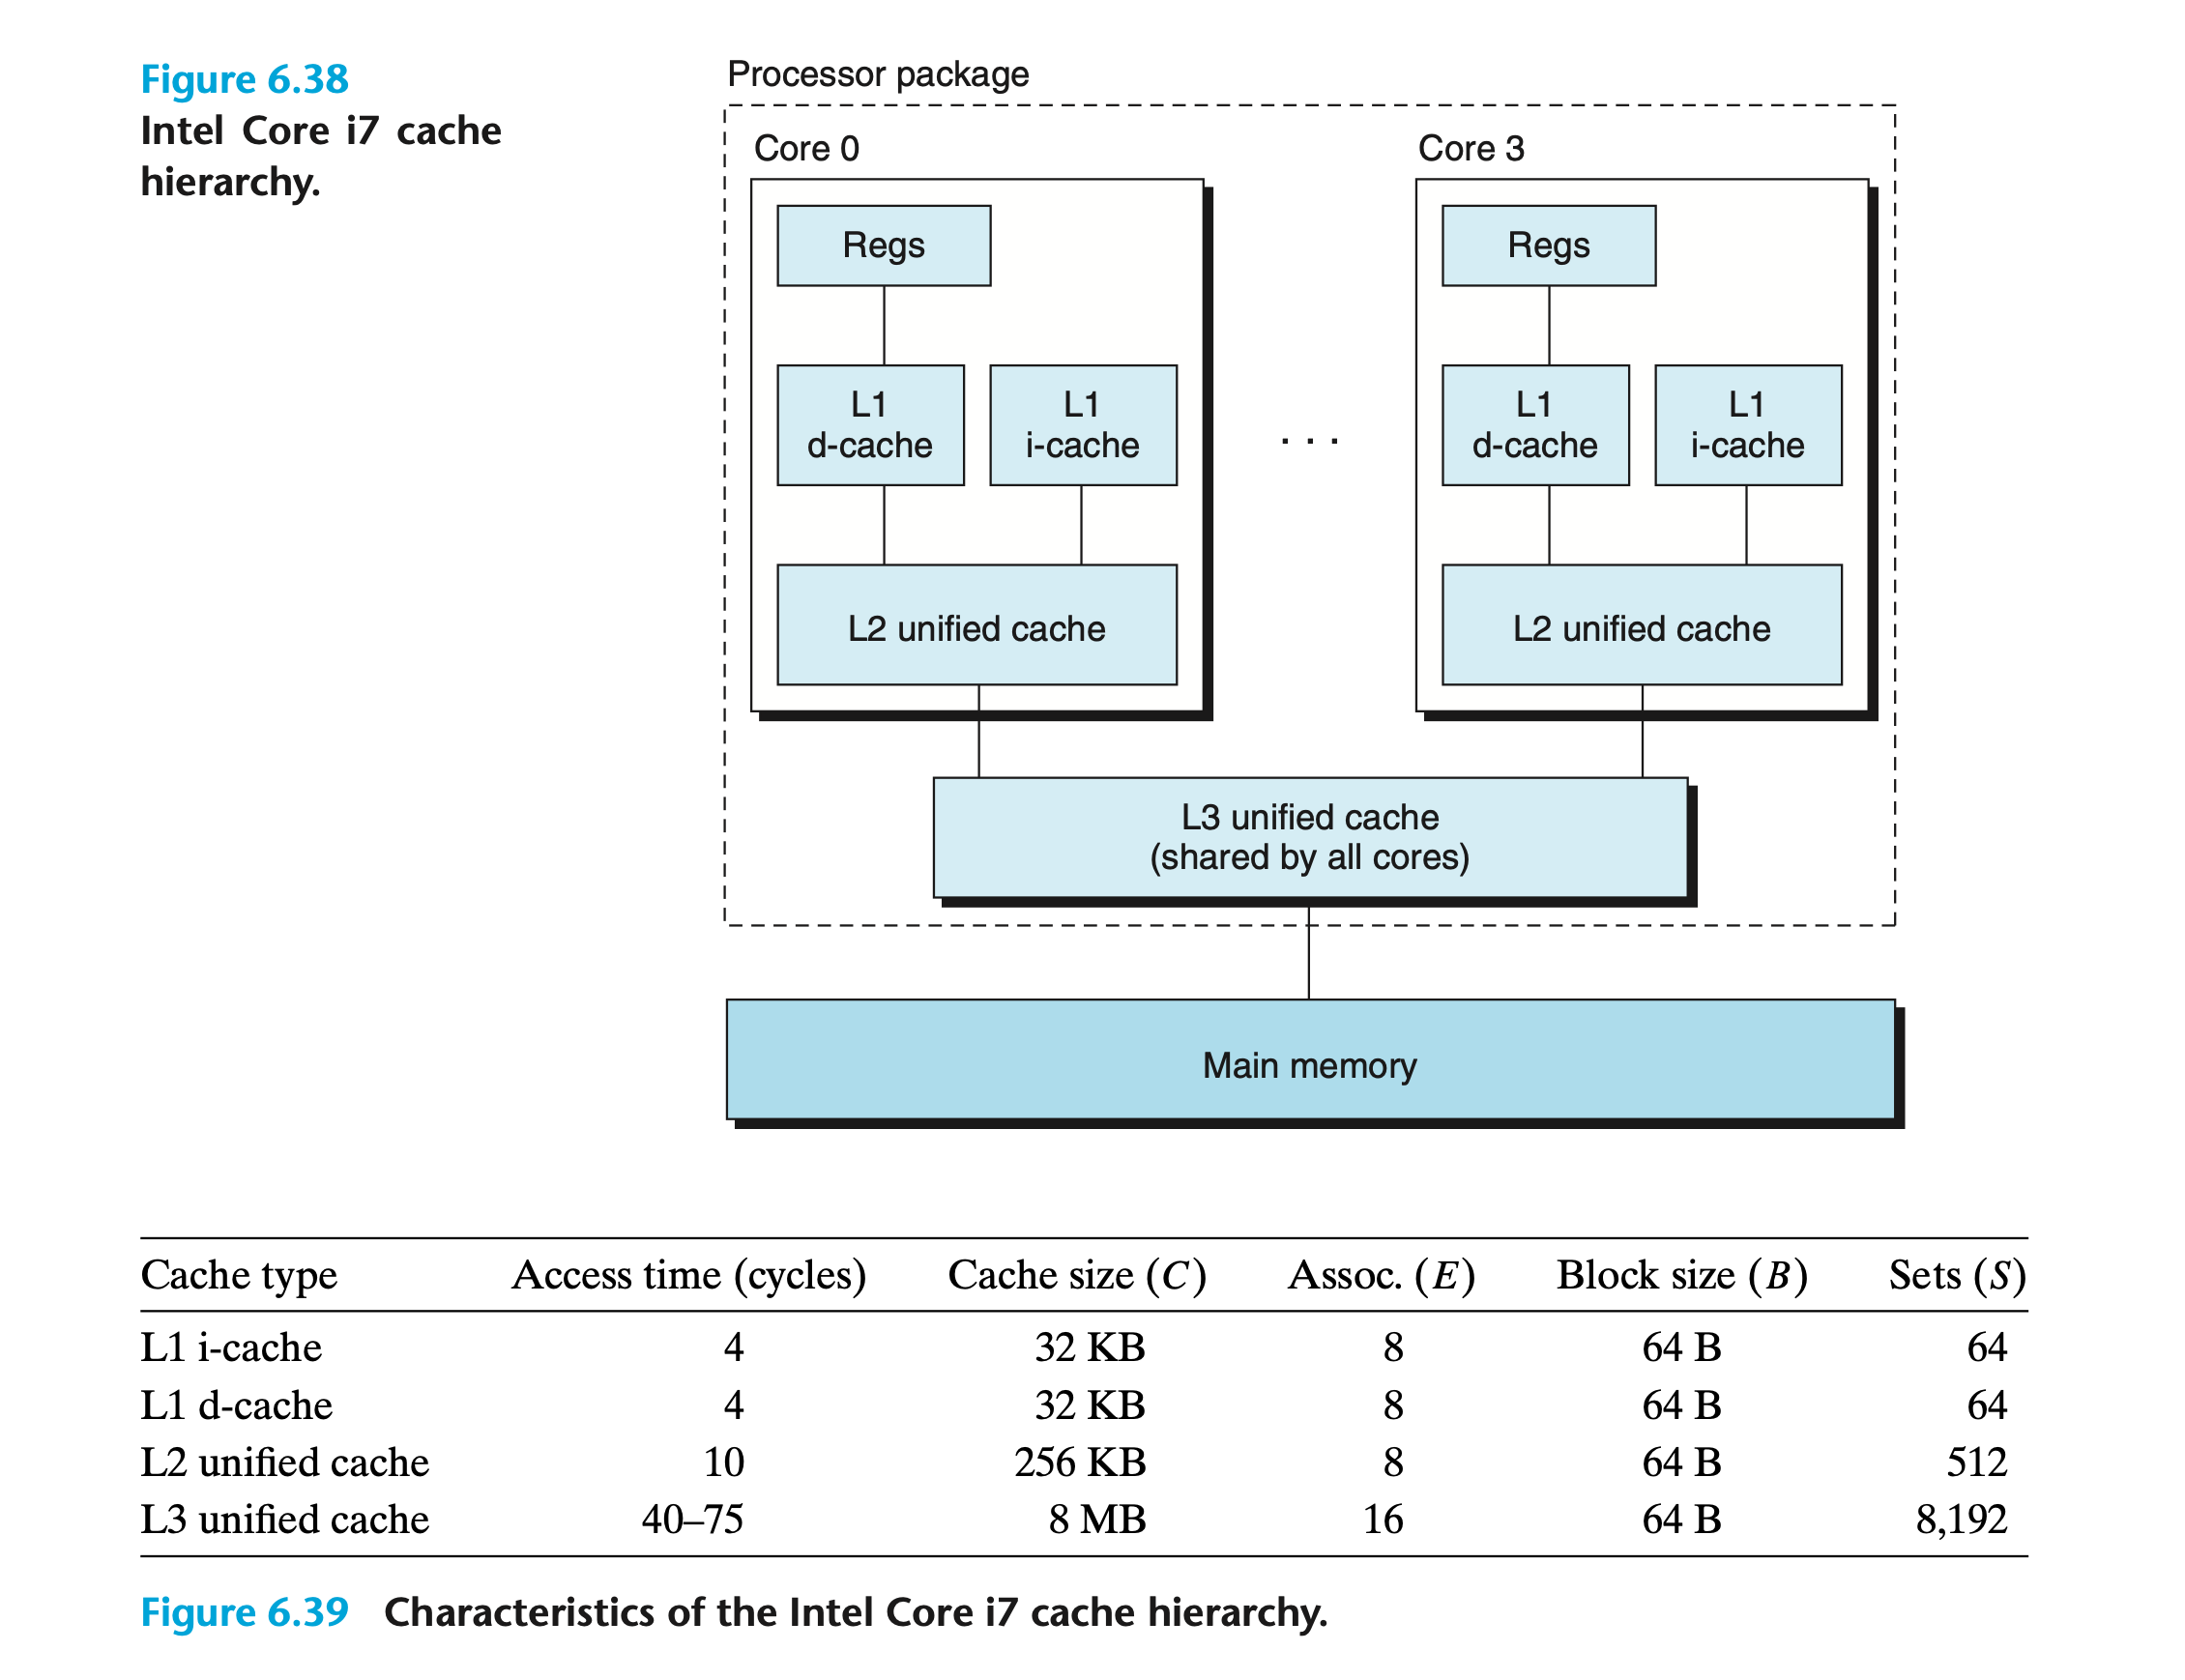 Figure 6.38
Intel Core i7 cache
hierarchy.
Processor package
Core 0
Core 3
Regs
Regs
L1
d-cache
L1
i-cache
. . .
L1
d-cache
L1
i-cache
L2 unified cache
L2 unified cache
L3 unified cache
(shared by all cores)
Main memory
Cache type Access time (cycles) Cache size (C) Assoc. (E) Block size (B) Sets (S)
L1 i-cache 4 32 KB 8 64 B 64
L1 d-cache 4 32 KB 8 64 B 64
L2 unified cache 10 256 KB 8 64 B 512
L3 unified cache 40–75 8 MB 16 64 B 8,192
Figure 6.39 Characteristics of the Intel Core i7 cache hierarchy.